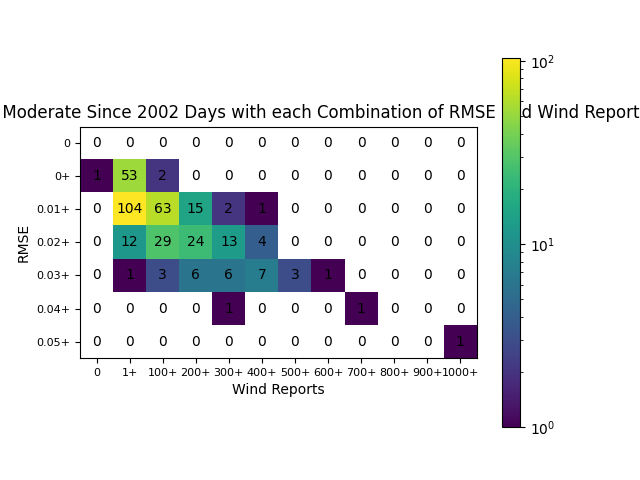 Moderate Since 2002 Days with each Combination of RMSE nd Wind Report
RMSE
0 0 0 0 0 0 0 0 0 0 0 0 0
0+ 1 53 2 0 0 0 0 0 0 0 0 0
0.01+ 0 104 63 15 2 1 0 0 0 0 0 0
0.02+ 0 12 29 24 13 4 0 0 0 0 0 0
0.03+ 0 1 3 6 6 7 3 1 0 0 0 0
0.04+ 0 0 0 0 1 0 0 0 1 0 0 0
0.05+ 0 0 0 0 0 0 0 0 0 0 0 1
0 1+ 100+ 200+ 300+ 400+ 500+ 600+ 700+ 800+ 900+ 1000+
Wind Reports
10²
10¹
10⁰